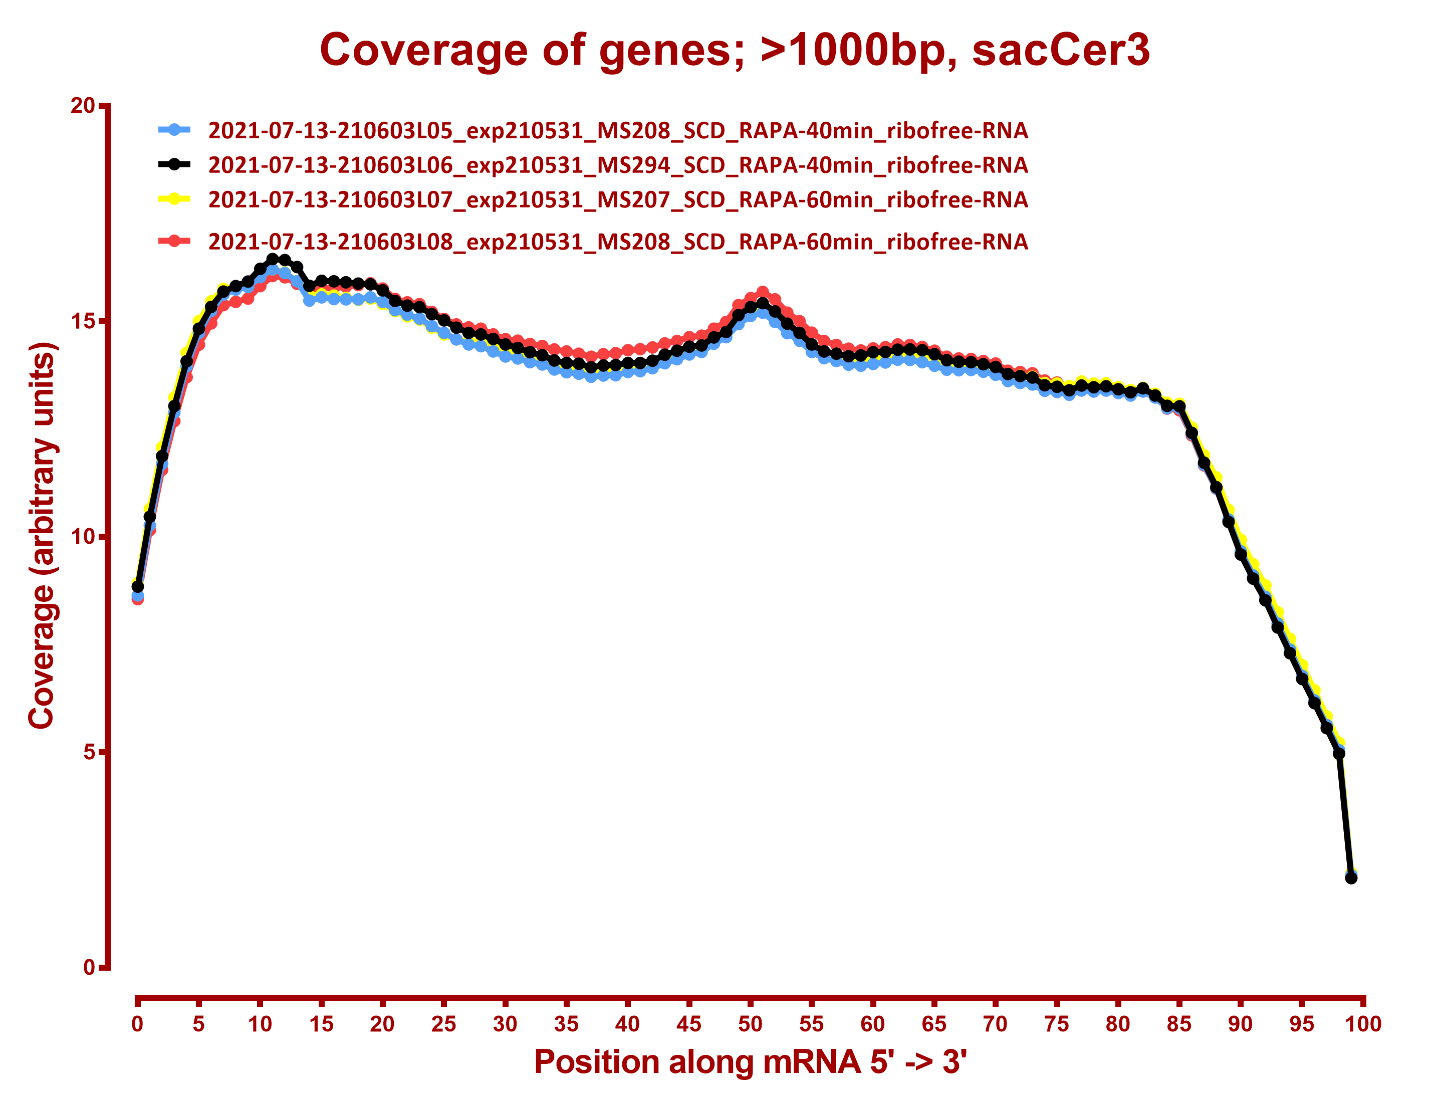 Coverage of genes; >1000bp, sacCer3
20
2021-07-13-210603L05_exp210531_MS208_SCD_RAPA-40min_ribofree-RNA
2021-07-13-210603L06_exp210531_MS294_SCD_RAPA-40min_ribofree-RNA
2021-07-13-210603L07_exp210531_MS207_SCD_RAPA-60min_ribofree-RNA
2021-07-13-210603L08_exp210531_MS208_SCD_RAPA-60min_ribofree-RNA
15
10
5
0
Coverage (arbitrary units)
0 5 10 15 20 25 30 35 40 45 50 55 60 65 70 75 80 85 90 95 100
Position along mRNA 5' -> 3'